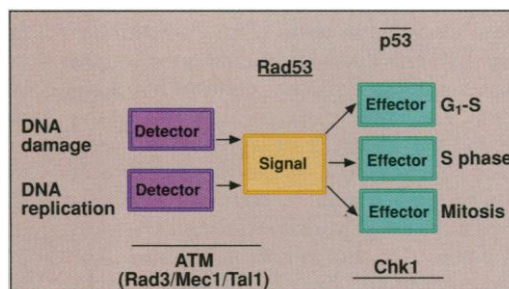 p53
Rad53
Effector G₁-S
DNA damage
Detector
Signal
Effector S phase
DNA replication
Detector
Effector Mitosis
ATM
(Rad3/Mec1/Tal1)
Chk1